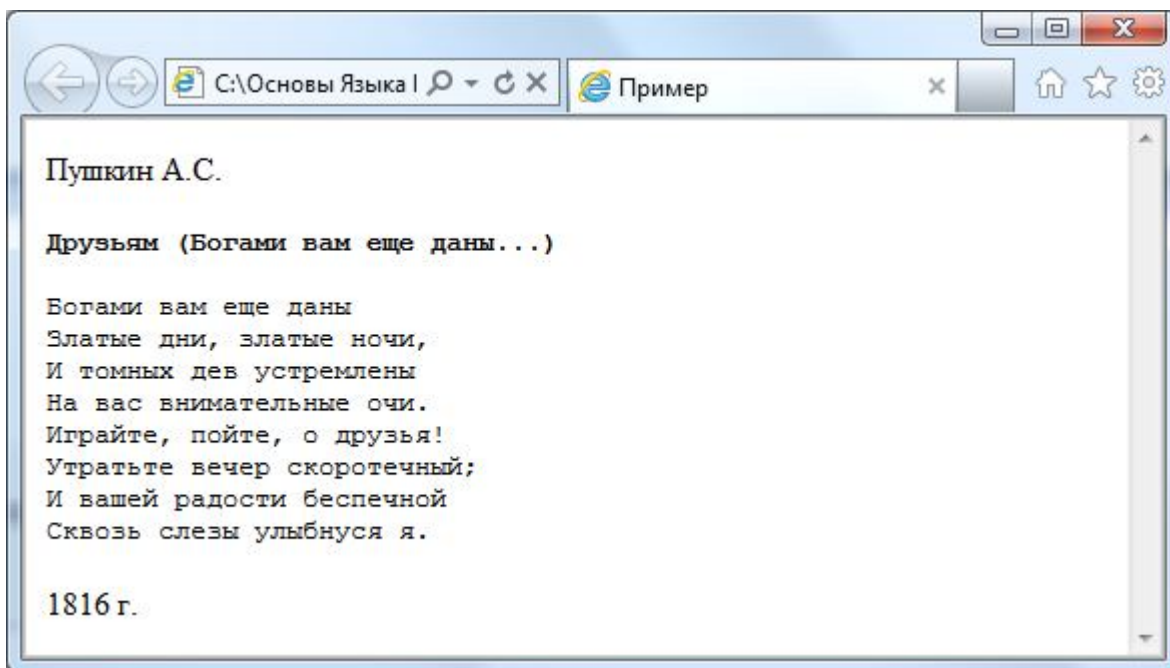 C:\Основы Языка
Пример
Пушкин А.С.
Друзьям (Богами вам еще даны...)
Богами вам еще даны
Златые дни, златые ночи,
И томных дев устремлены
На вас внимательные очи.
Играйте, пойте, о друзья!
Утратьте вечер скоротечный;
И вашей радости беспечной
Сквозь слезы улыбнуся я.
1816 г.